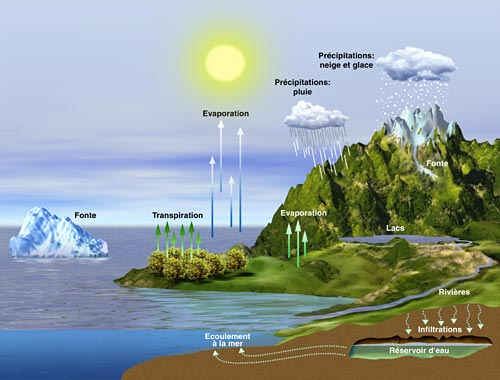 Précipitations:
neige et glace
Précipitations:
pluie
Evaporation
Fonte
Fonte
Transpiration
Evaporation
Lacs
Rivières
Infiltrations
Ecoulement
à la mer
Réservoir d'eau